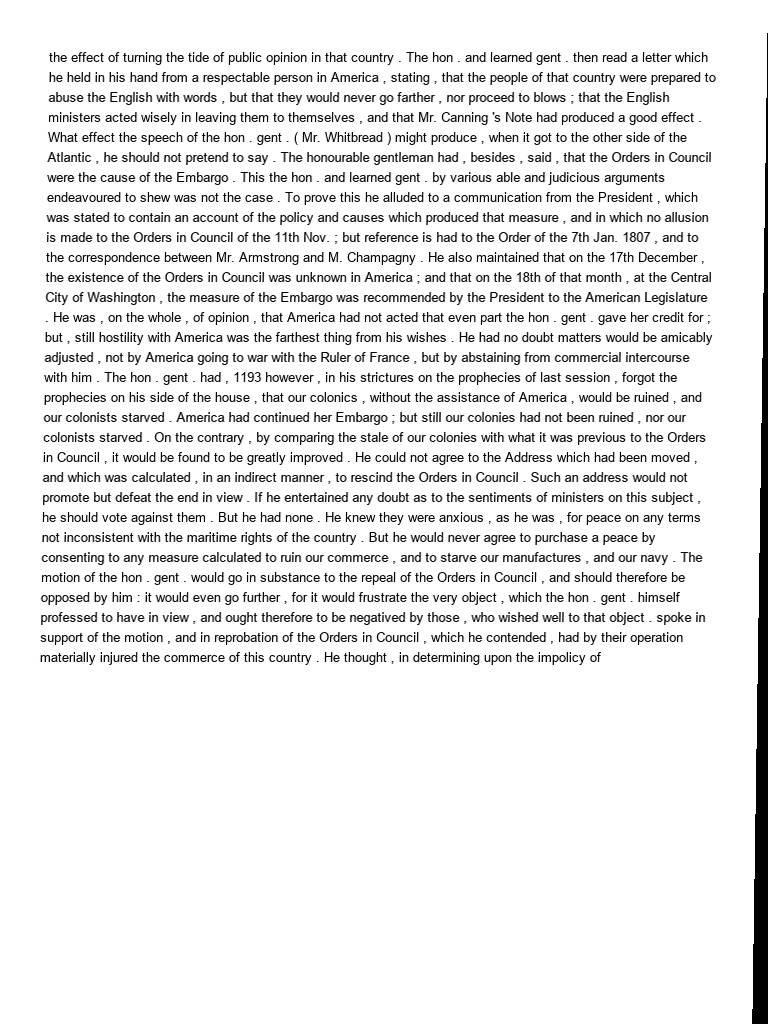 the effect of turning the tide of public opinion in that country . The hon . and learned gent . then read a letter which
he held in his hand from a respectable person in America , stating , that the people of that country were prepared to
abuse the English with words , but that they would never go farther , nor proceed to blows ; that the English
ministers acted wisely in leaving them to themselves , and that Mr. Canning 's Note had produced a good effect .
What effect the speech of the hon . gent . ( Mr. Whitbread ) might produce , when it got to the other side of the
Atlantic , he should not pretend to say . The honourable gentleman had , besides , said , that the Orders in Council
were the cause of the Embargo . This the hon . and learned gent . by various able and judicious arguments
endeavoured to shew was not the case . To prove this he alluded to a communication from the President , which
was stated to contain an account of the policy and causes which produced that measure , and in which no allusion
is made to the Orders in Council of the 11th Nov. ; but reference is had to the Order of the 7th Jan. 1807 , and to
the correspondence between Mr. Armstrong and M. Champagny . He also maintained that on the 17th December ,
the existence of the Orders in Council was unknown in America ; and that on the 18th of that month , at the Central
City of Washington , the measure of the Embargo was recommended by the President to the American Legislature
. He was , on the whole , of opinion , that America had not acted that even part the hon . gent . gave her credit for ;
but , still hostility with America was the farthest thing from his wishes . He had no doubt matters would be amicably
adjusted , not by America going to war with the Ruler of France , but by abstaining from commercial intercourse
with him . The hon . gent . had , 1193 however , in his strictures on the prophecies of last session , forgot the
prophecies on his side of the house , that our colonics , without the assistance of America , would be ruined , and
our colonists starved . America had continued her Embargo ; but still our colonies had not been ruined , nor our
colonists starved . On the contrary , by comparing the stale of our colonies with what it was previous to the Orders
in Council , it would be found to be greatly improved . He could not agree to the Address which had been moved ,
and which was calculated , in an indirect manner , to rescind the Orders in Council . Such an address would not
promote but defeat the end in view . If he entertained any doubt as to the sentiments of ministers on this subject ,
he should vote against them . But he had none . He knew they were anxious , as he was , for peace on any terms
not inconsistent with the maritime rights of the country . But he would never agree to purchase a peace by
consenting to any measure calculated to ruin our commerce , and to starve our manufactures , and our navy . The
motion of the hon . gent . would go in substance to the repeal of the Orders in Council , and should therefore be
opposed by him : it would even go further , for it would frustrate the very object , which the hon . gent . himself
professed to have in view , and ought therefore to be negatived by those , who wished well to that object . spoke in
support of the motion , and in reprobation of the Orders in Council , which he contended , had by their operation
materially injured the commerce of this country . He thought , in determining upon the impolicy of